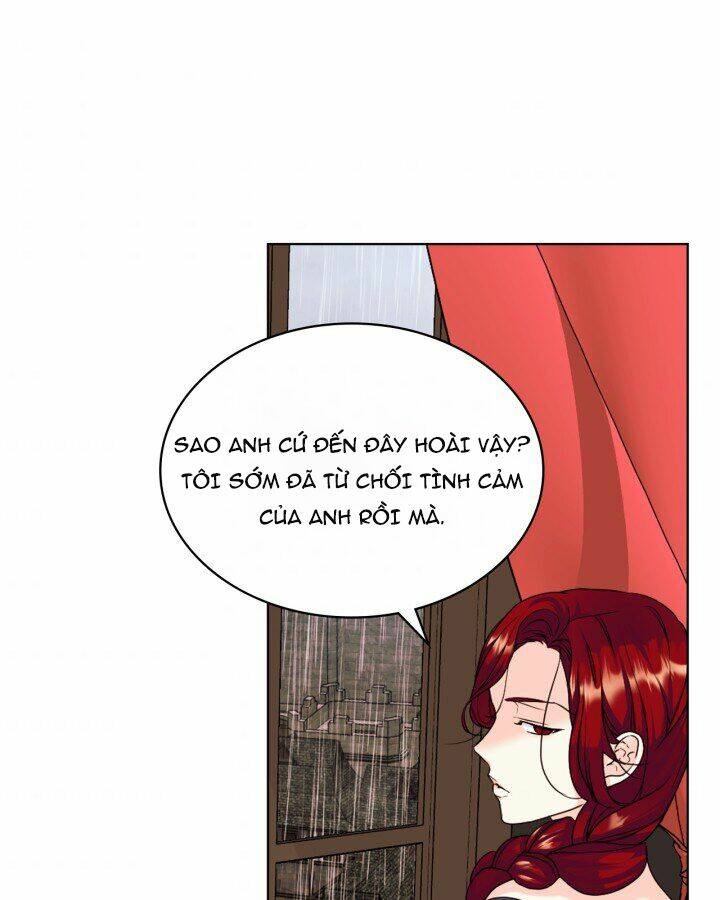 SAO ANH CỨ ĐẾN ĐÂY HOÀI VẬY?
TÔI SỚM ĐÃ TỪ CHỐI TÌNH CẢM
CỦA ANH RỒI MÀ.